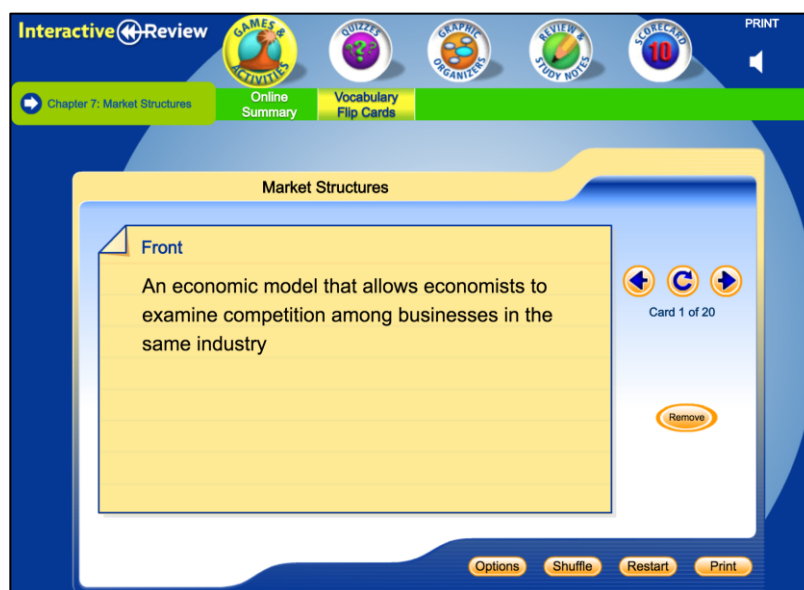 Interactive Review
GAMES & ACTIVITIES
QUIZZES
???
GRAPHIC ORGANIZERS
REVIEW & STUDY NOTES
SCORECARD
10
PRINT
Chapter 7: Market Structures
Online
Summary
Vocabulary
Flip Cards
Market Structures
Front
An economic model that allows economists to
examine competition among businesses in the
same industry
Card 1 of 20
Remove
Options
Shuffle
Restart
Print